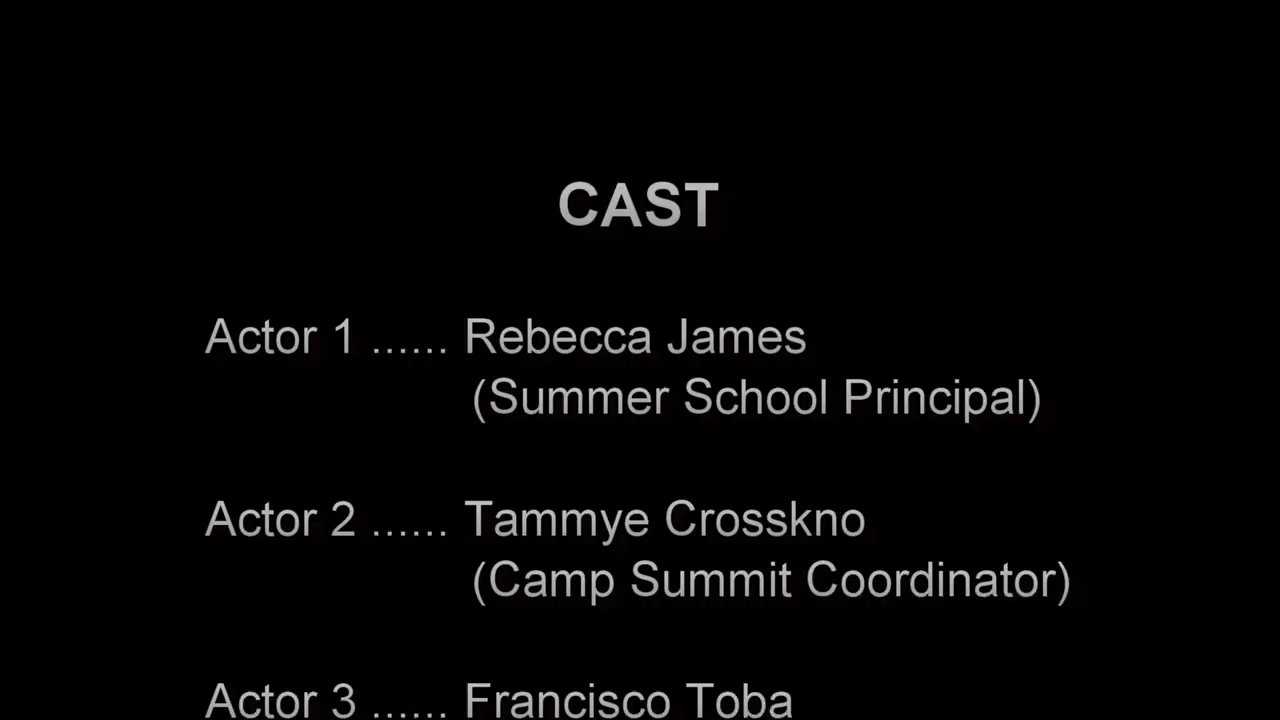 CAST
Actor 1 ...... Rebecca James
(Summer School Principal)
Actor 2 ...... Tammye Crosskno
(Camp Summit Coordinator)
Actor 3 ...... Francisco Toba